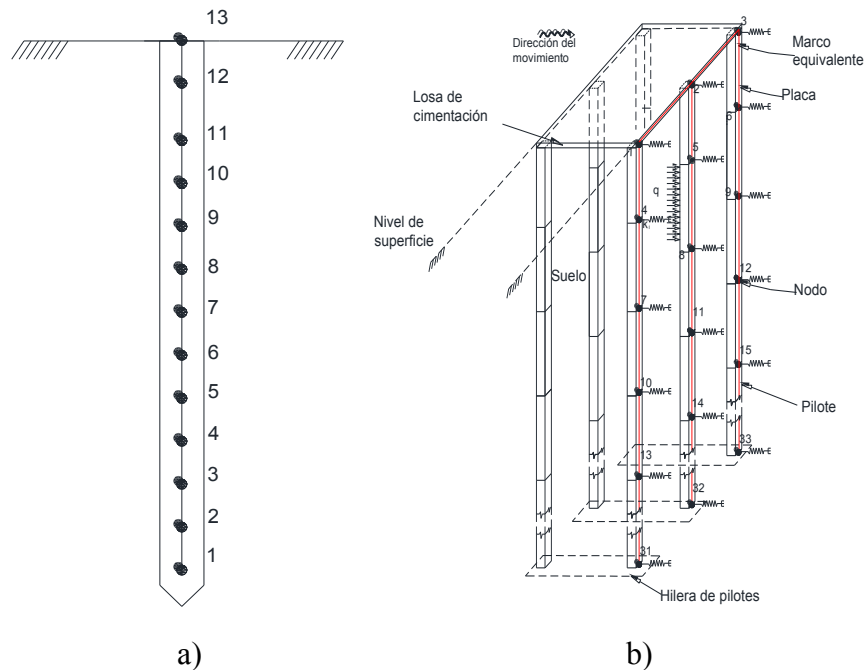 13
12
11
10
9
8
7
6
5
4
3
2
1
a)
Dirección del
movimiento
3
Marco
equivalente
Losa de
cimentación
2
Placa
6
1
5
q
4
K
9
Nivel de
superficie
Suelo
8
12
Nodo
7
11
15
10
14
Pilote
13
33
32
31
Hilera de pilotes
b)